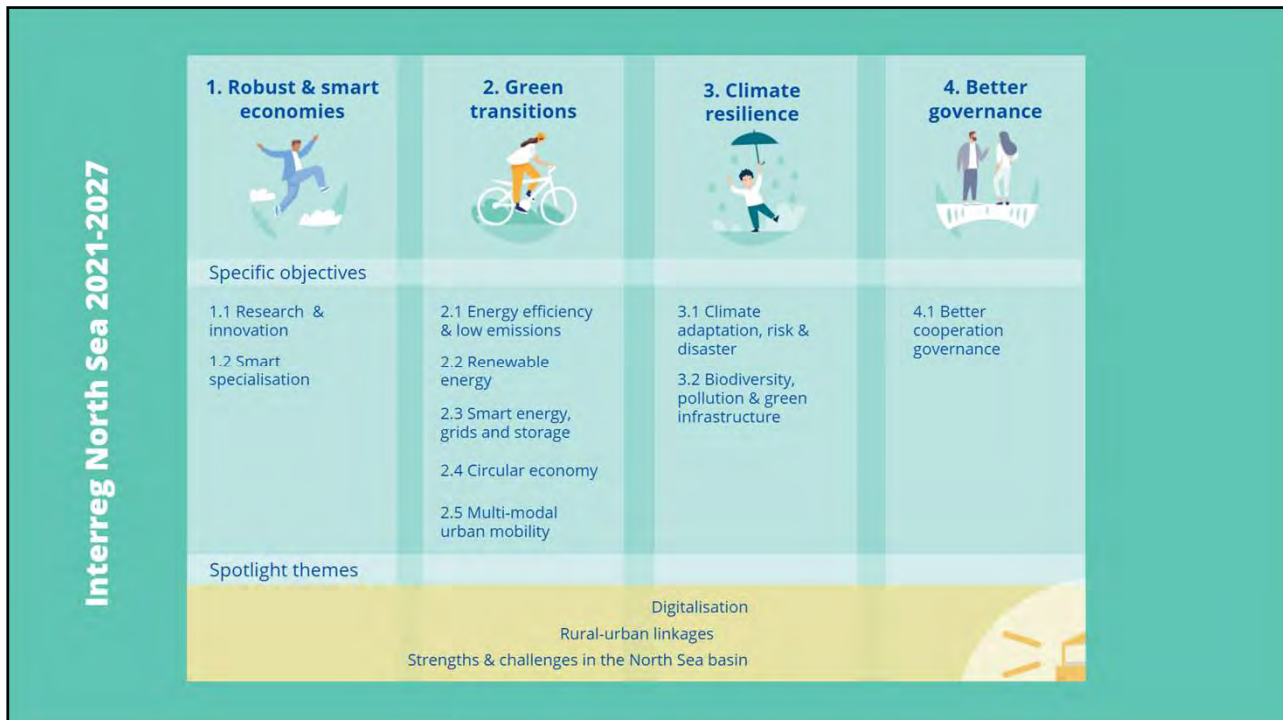 Interreg North Sea 2021-2027
1. Robust & smart
economies
2. Green
transitions
3. Climate
resilience
4. Better
governance
Specific objectives
1.1 Research &
innovation
1.2 Smart
specialisation
2.1 Energy efficiency
& low emissions
2.2 Renewable
energy
2.3 Smart energy,
grids and storage
2.4 Circular economy
2.5 Multi-modal
urban mobility
3.1 Climate
adaptation, risk &
disaster
3.2 Biodiversity,
pollution & green
infrastructure
4.1 Better
cooperation
governance
Spotlight themes
Digitalisation
Rural-urban linkages
Strengths & challenges in the North Sea basin